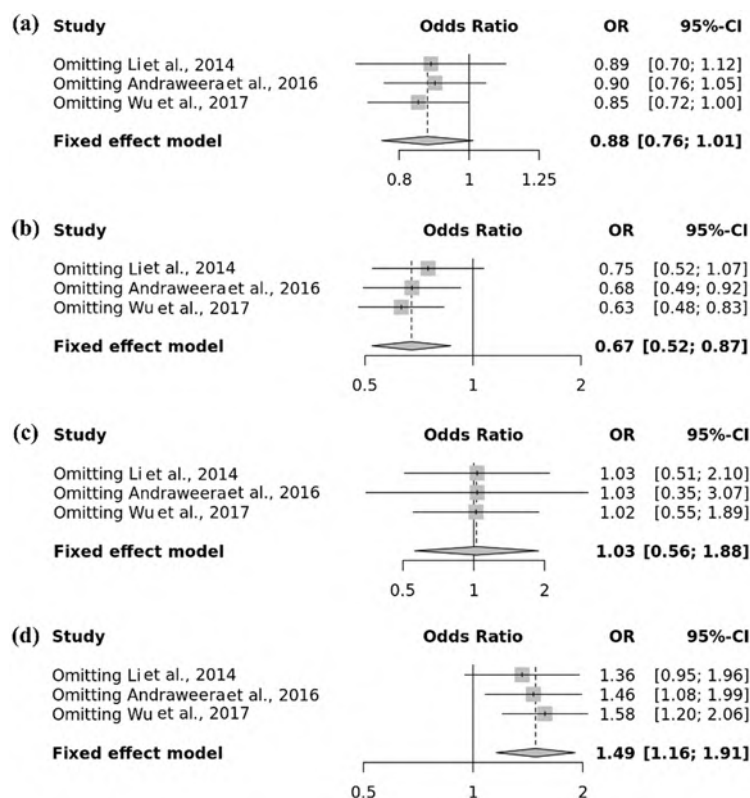 (a) Study Odds Ratio OR 95%-CI
Omitting Li et al., 2014 0.89 [0.70; 1.12]
Omitting Andraweera et al., 2016 0.90 [0.76; 1.05]
Omitting Wu et al., 2017 0.85 [0.72; 1.00]
Fixed effect model 0.88 [0.76; 1.01]
0.8 1 1.25
(b) Study Odds Ratio OR 95%-CI
Omitting Li et al., 2014 0.75 [0.52; 1.07]
Omitting Andraweera et al., 2016 0.68 [0.49; 0.92]
Omitting Wu et al., 2017 0.63 [0.48; 0.83]
Fixed effect model 0.67 [0.52; 0.87]
0.5 1 2
(c) Study Odds Ratio OR 95%-CI
Omitting Li et al., 2014 1.03 [0.51; 2.10]
Omitting Andraweera et al., 2016 1.03 [0.35; 3.07]
Omitting Wu et al., 2017 1.02 [0.55; 1.89]
Fixed effect model 1.03 [0.56; 1.88]
0.5 1 2
(d) Study Odds Ratio OR 95%-CI
Omitting Li et al., 2014 1.36 [0.95; 1.96]
Omitting Andraweera et al., 2016 1.46 [1.08; 1.99]
Omitting Wu et al., 2017 1.58 [1.20; 2.06]
Fixed effect model 1.49 [1.16; 1.91]
0.5 1 2